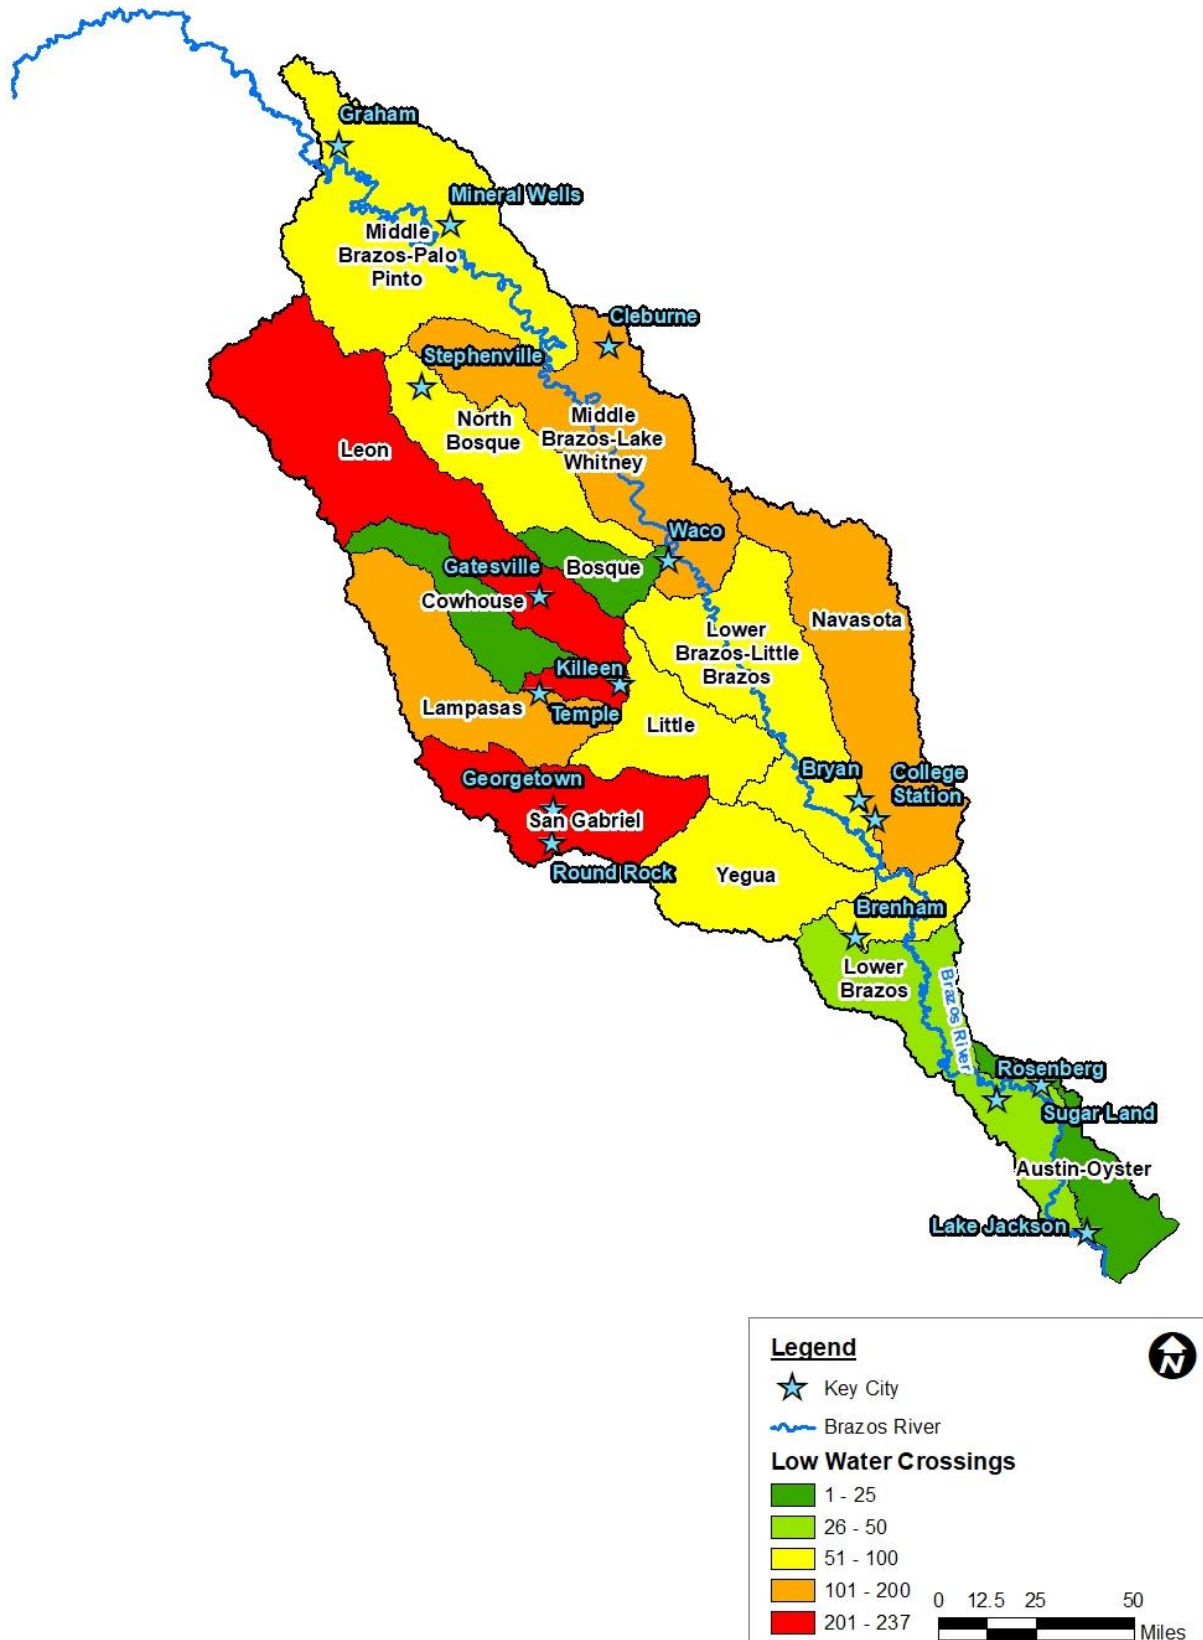 Graham
Mineral Wells
Middle
Brazos-Palo
Pinto
Cleburne
Stephenville
North
Bosque
Middle
Brazos-Lake
Whitney
Leon
Waco
Gatesville
Bosque
Cowhouse
Navasota
Lower
Brazos-Little
Brazos
Killeen
Lampasas
Temple
Little
Georgetown
Bryan
College
Station
San Gabriel
Round Rock
Yegua
Brenham
Lower
Brazos
Brazos River
Rosenberg
Sugar Land
Austin-Oyster
Lake Jackson
Legend
N
Key City
Brazos River
Low Water Crossings
1 - 25
26 - 50
51 - 100
101 - 200
201 - 237
0 12.5 25 50
Miles